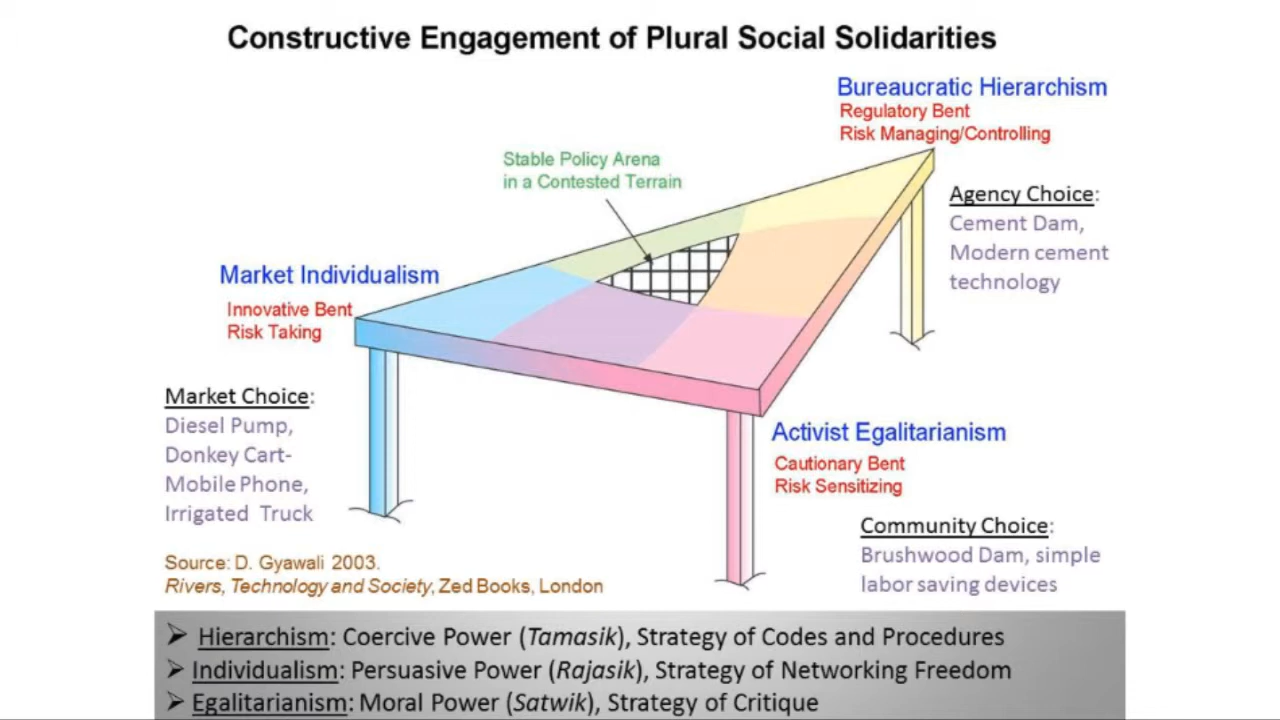 Constructive Engagement of Plural Social Solidarities
Bureaucratic Hierarchism
Regulatory Bent
Risk Managing/Controlling
Stable Policy Arena
in a Contested Terrain
Agency Choice:
Cement Dam,
Modern cement
technology
Market Individualism
Innovative Bent
Risk Taking
Market Choice:
Diesel Pump,
Donkey Cart-
Mobile Phone,
Irrigated Truck
Activist Egalitarianism
Cautionary Bent
Risk Sensitizing
Community Choice:
Brushwood Dam, simple
labor saving devices
Source: D. Gyawali 2003.
Rivers, Technology and Society, Zed Books, London
➢ Hierarchism: Coercive Power (Tamasik), Strategy of Codes and Procedures
➢ Individualism: Persuasive Power (Rajasik), Strategy of Networking Freedom
➢ Egalitarianism: Moral Power (Satwik), Strategy of Critique